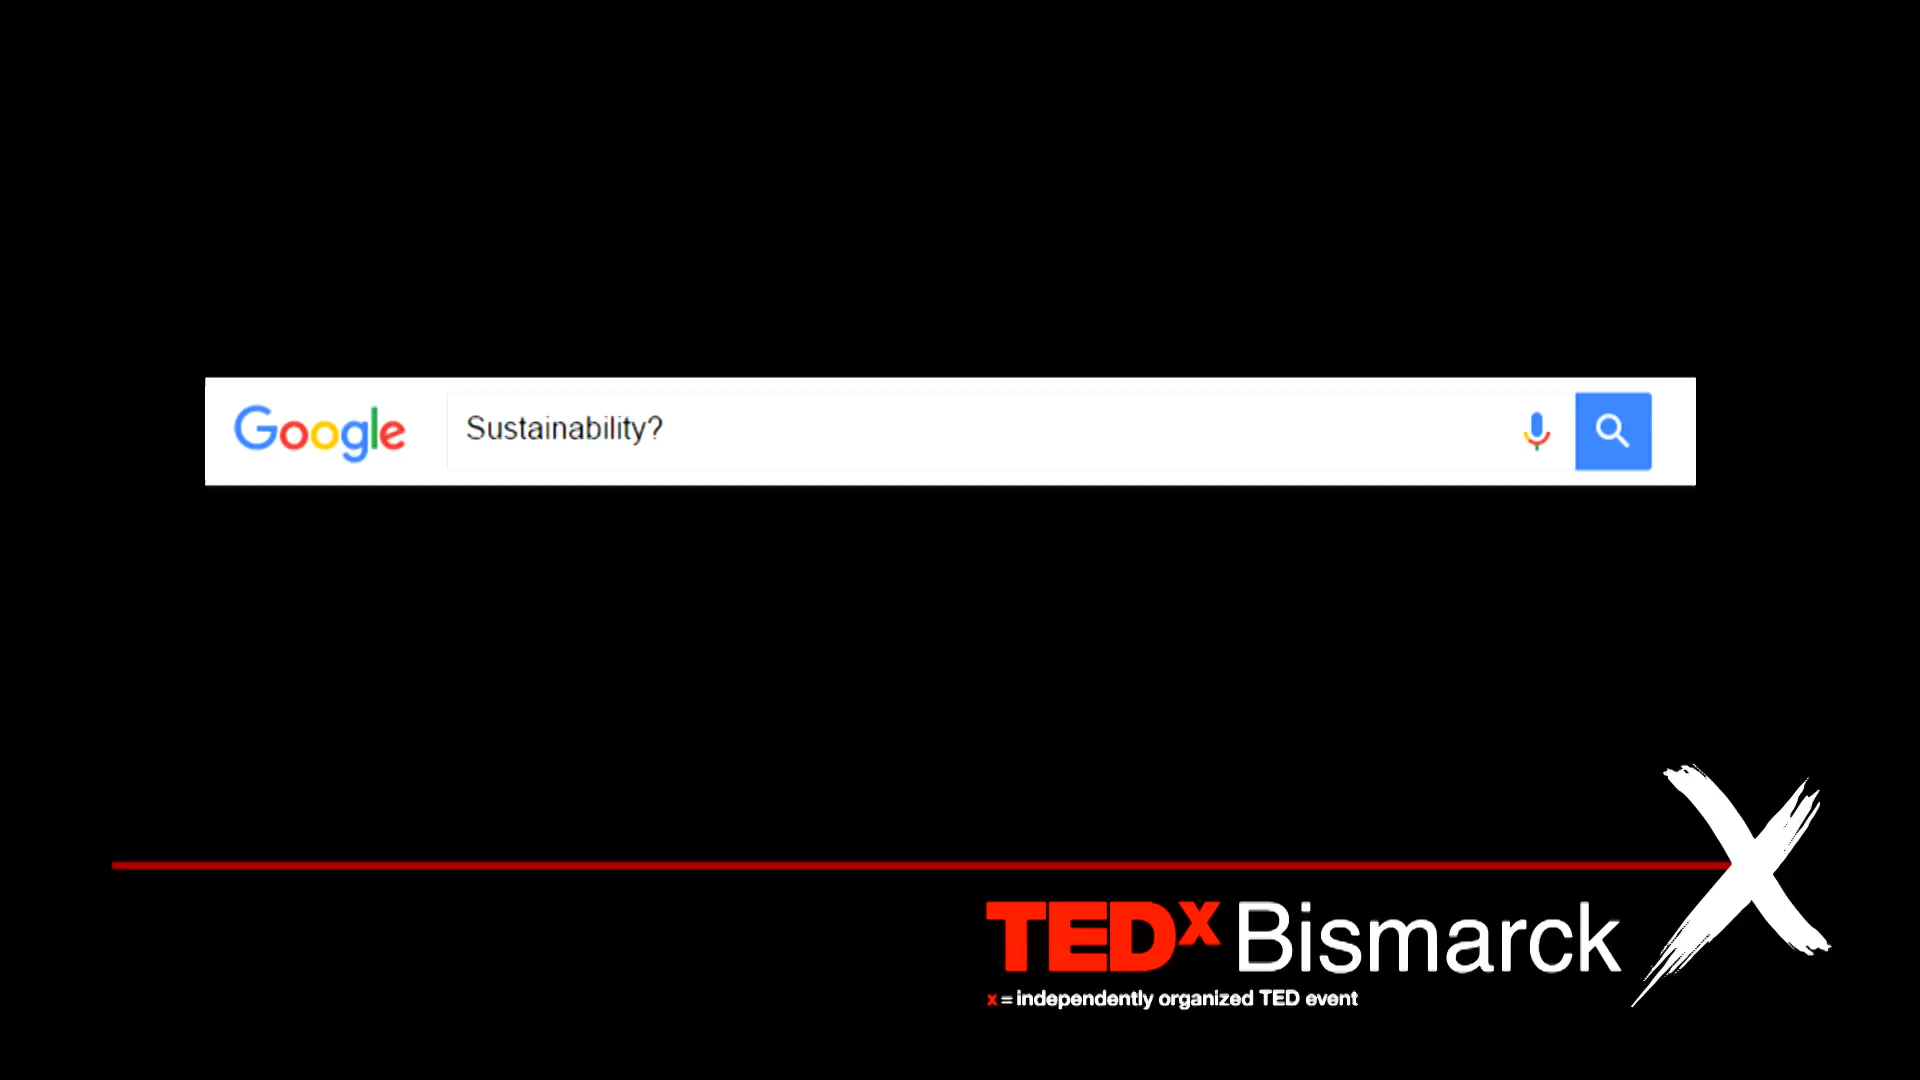 Google Sustainability?
TEDx Bismarck
x = independently organized TED event